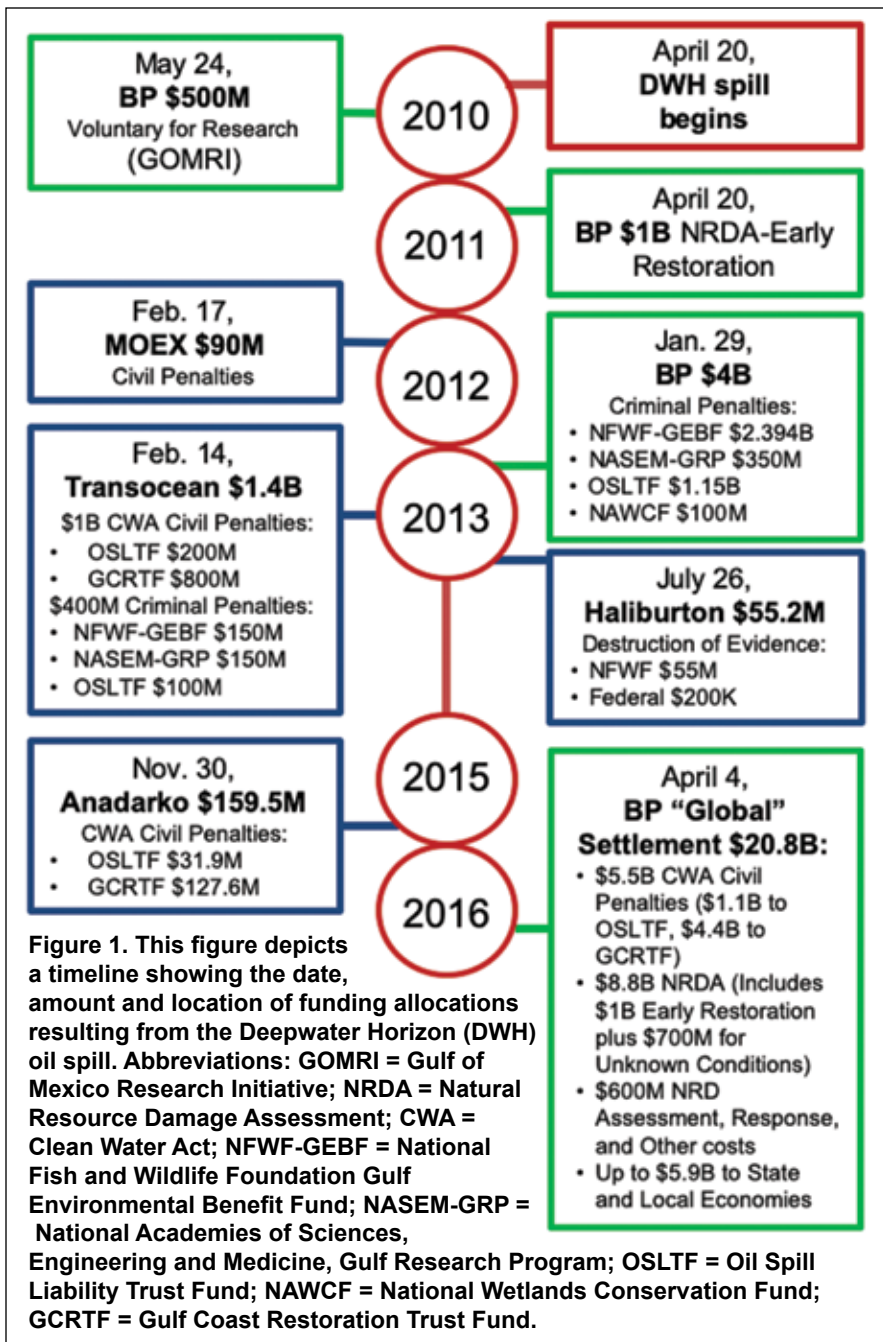 May 24,
BP $500M
Voluntary for Research
(GOMRI)
2010
April 20,
DWH spill
begins
2011
April 20,
BP $1B NRDA-Early
Restoration
Feb. 17,
MOEX $90M
Civil Penalties
2012
Jan. 29,
BP $4B
Criminal Penalties:
• NFWF-GEBF $2.394B
• NASEM-GRP $350M
• OSLTF $1.15B
• NAWCF $100M
Feb. 14,
Transocean $1.4B
$1B CWA Civil Penalties:
• OSLTF $200M
• GCRTF $800M
$400M Criminal Penalties:
• NFWF-GEBF $150M
• NASEM-GRP $150M
• OSLTF $100M
2013
July 26,
Haliburton $55.2M
Destruction of Evidence:
• NFWF $55M
• Federal $200K
Nov. 30,
Anadarko $159.5M
CWA Civil Penalties:
• OSLTF $31.9M
• GCRTF $127.6M
2015
2016
April 4,
BP “Global”
Settlement $20.8B:
• $5.5B CWA Civil
Penalties ($1.1B to
OSLTF, $4.4B to
GCRTF)
• $8.8B NRDA (Includes
$1B Early Restoration
plus $700M for
Unknown Conditions)
• $600M NRD
Assessment, Response,
and Other costs
• Up to $5.9B to State
and Local Economies
Figure 1. This figure depicts
a timeline showing the date,
amount and location of funding allocations
resulting from the Deepwater Horizon (DWH)
oil spill. Abbreviations: GOMRI = Gulf of
Mexico Research Initiative; NRDA = Natural
Resource Damage Assessment; CWA =
Clean Water Act; NFWF-GEBF = National
Fish and Wildlife Foundation Gulf
Environmental Benefit Fund; NASEM-GRP =
National Academies of Sciences,
Engineering and Medicine, Gulf Research Program; OSLTF = Oil Spill
Liability Trust Fund; NAWCF = National Wetlands Conservation Fund;
GCRTF = Gulf Coast Restoration Trust Fund.